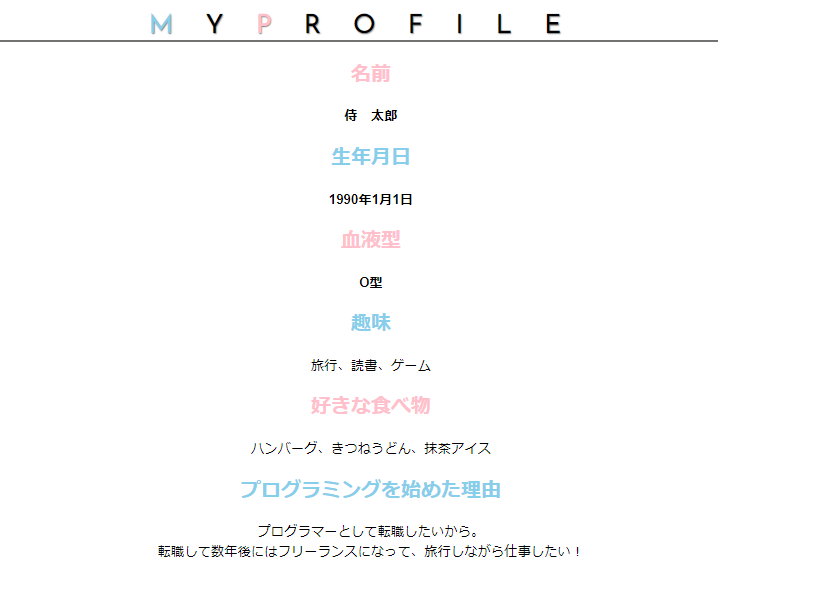 MY PROFILE
名前
侍　太郎
生年月日
1990年1月1日
血液型
O型
趣味
旅行、読書、ゲーム
好きな食べ物
ハンバーグ、きつねうどん、抹茶アイス
プログラミングを始めた理由
プログラマーとして転職したいから。
転職して数年後にはフリーランスになって、旅行しながら仕事したい！